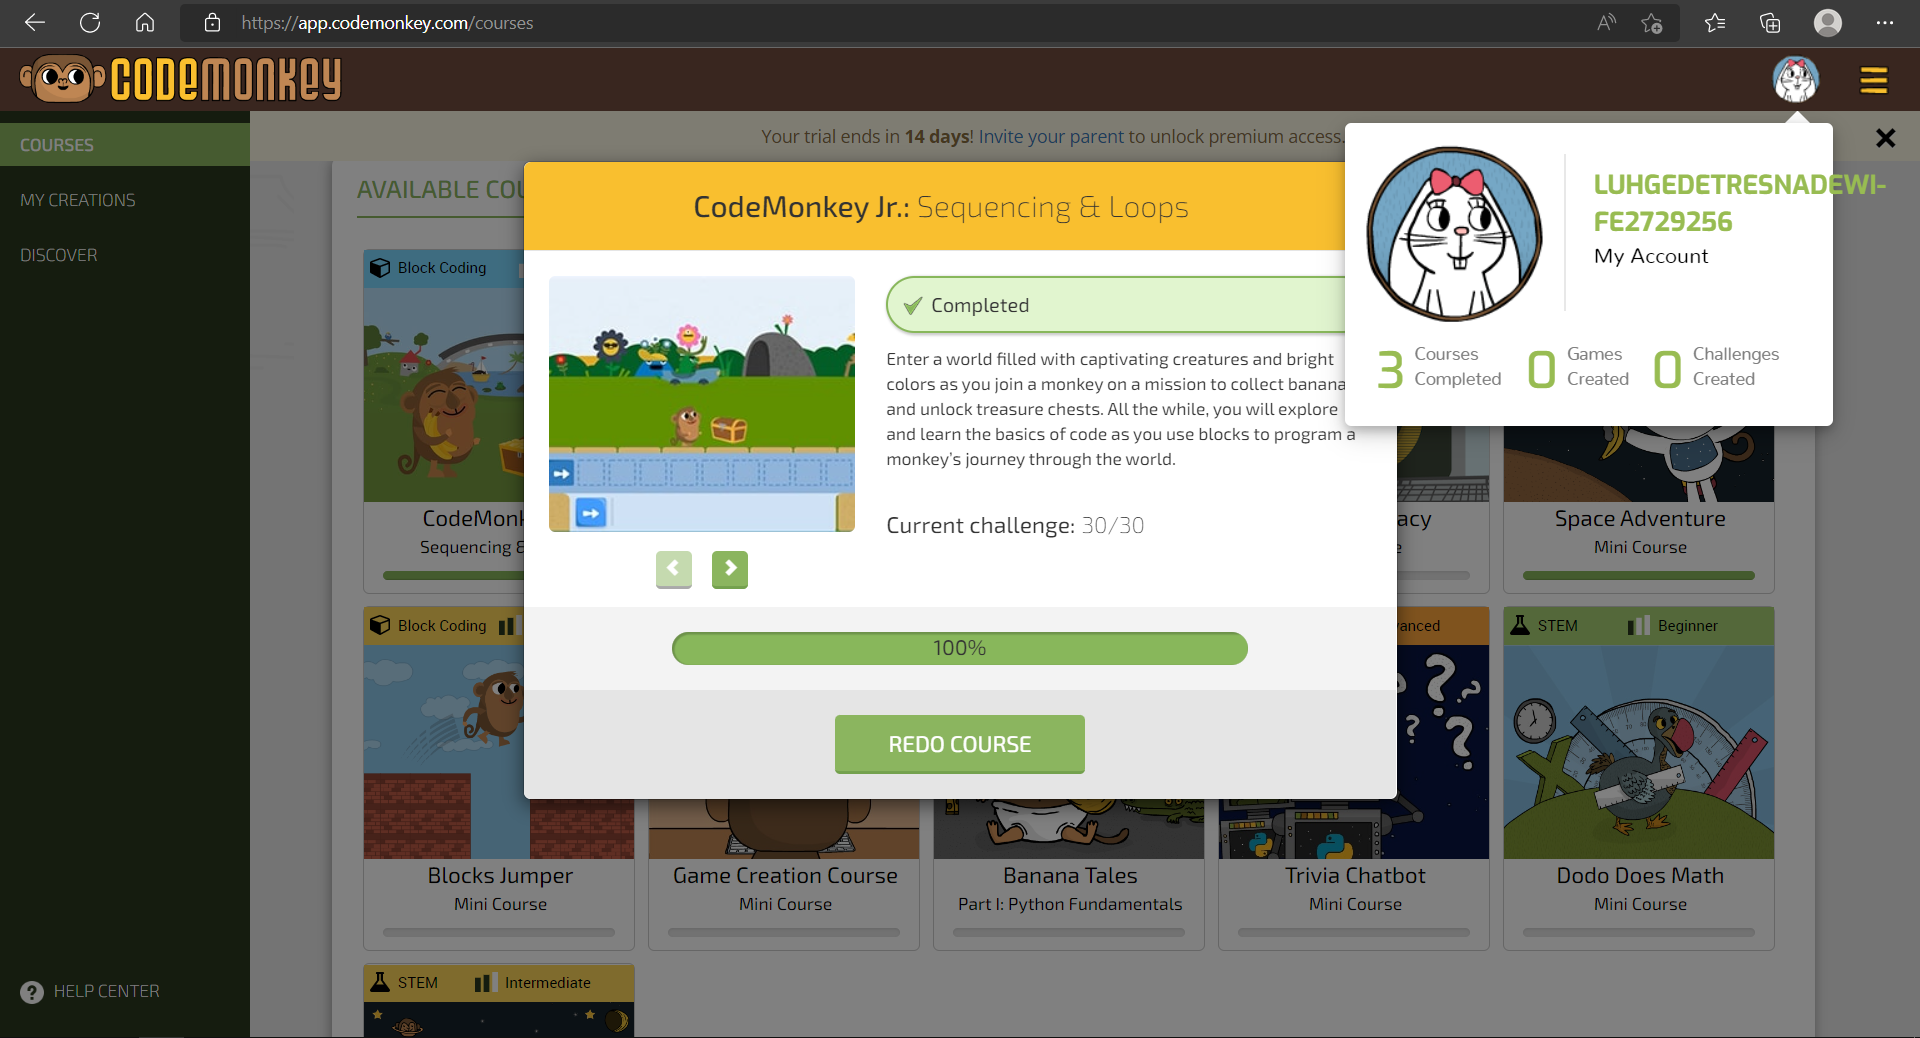 https://app.codemonkey.com/courses
CODEMONKEY
COURSES
MY CREATIONS
DISCOVER
HELP CENTER
Your trial ends in 14 days! Invite your parent to unlock premium access.
LUHGEDETRESNADEWI-
FE2729256
My Account
3 Courses Completed
0 Games Created
0 Challenges Created
AVAILABLE COU
CodeMonkey Jr.: Sequencing & Loops
Completed
Enter a world filled with captivating creatures and bright
colors as you join a monkey on a mission to collect banana
and unlock treasure chests. All the while, you will explore
and learn the basics of code as you use blocks to program a
monkey's journey through the world.
Current challenge: 30/30
100%
REDO COURSE
Block Coding
CodeMonk
Sequencing &
acy
Space Adventure
Mini Course
Block Coding
Blocks Jumper
Mini Course
Game Creation Course
Mini Course
Banana Tales
Part I: Python Fundamentals
anced
Trivia Chatbot
Mini Course
STEM Beginner
Dodo Does Math
Mini Course
STEM Intermediate